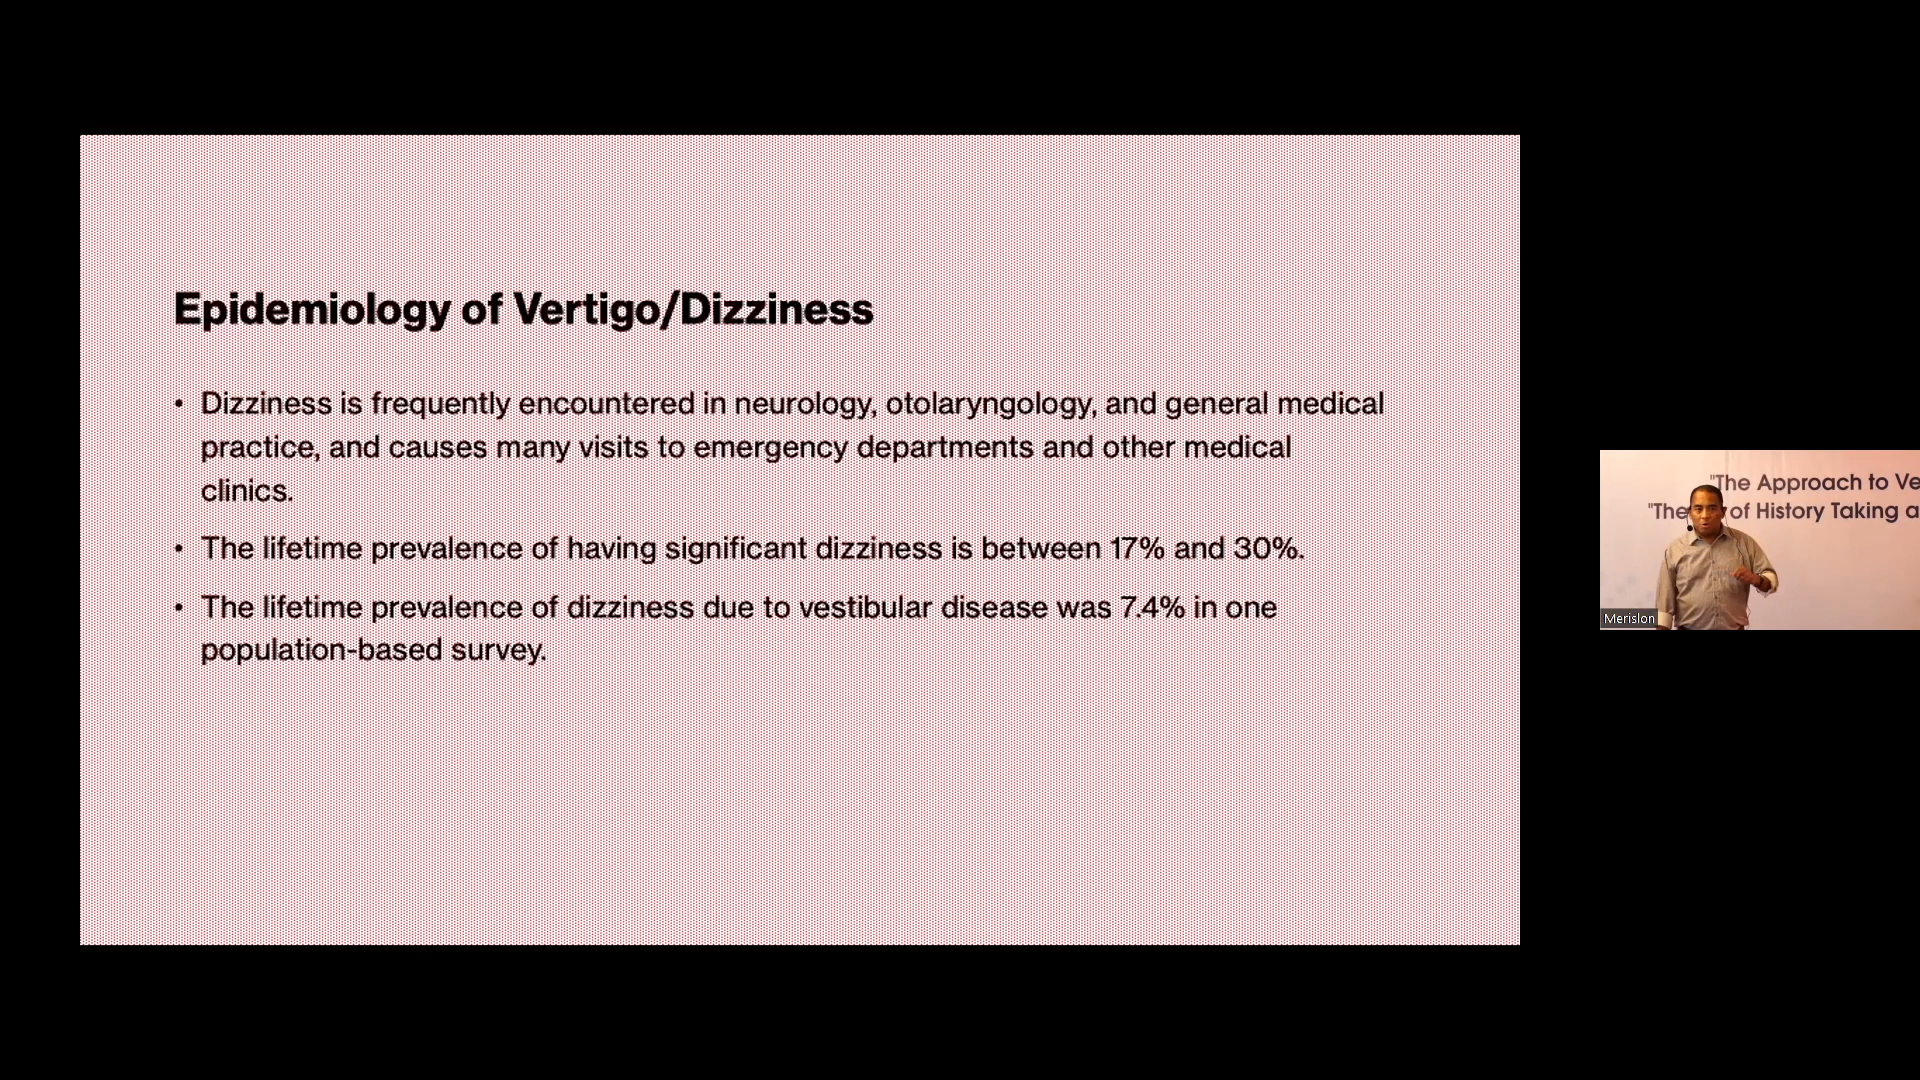 Epidemiology of Vertigo/Dizziness
• Dizziness is frequently encountered in neurology, otolaryngology, and general medical
practice, and causes many visits to emergency departments and other medical
clinics.
• The lifetime prevalence of having significant dizziness is between 17% and 30%.
• The lifetime prevalence of dizziness due to vestibular disease was 7.4% in one
population-based survey.
"The Approach to Ve
"The of History Taking a
Merislon